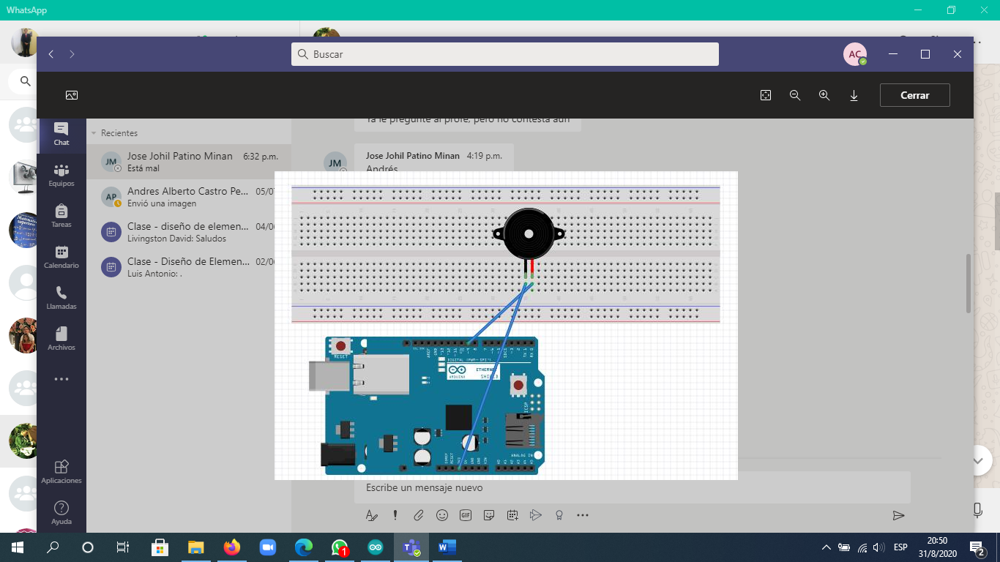 WhatsApp
Buscar
AC
Cerrar
Chat
Equipos
Tareas
Calendario
Llamadas
Archivos
Aplicaciones
Ayuda
Recientes
JM
Jose Johil Patino Minan 6:32 p.m.
Está mal
AP
Andres Alberto Castro Pe... 05/0
Envió una imagen
Clase - diseño de elemen... 04/0
Livingston David: Saludos
Clase - Diseño de Elemen... 02/0
Luis Antonio: .
Ya le pregunte al profe, pero no contesta aun
JM
Jose Johil Patino Minan 4:19 p.m.
Andrés
RESET
AREF
DIGITAL (PWM~ SPI*)
ARDUINO
ETHERNET
SHIELD
ICSP
ANALOG IN
Escribe un mensaje nuevo
GIF
1
ESP
20:50
31/8/2020
2